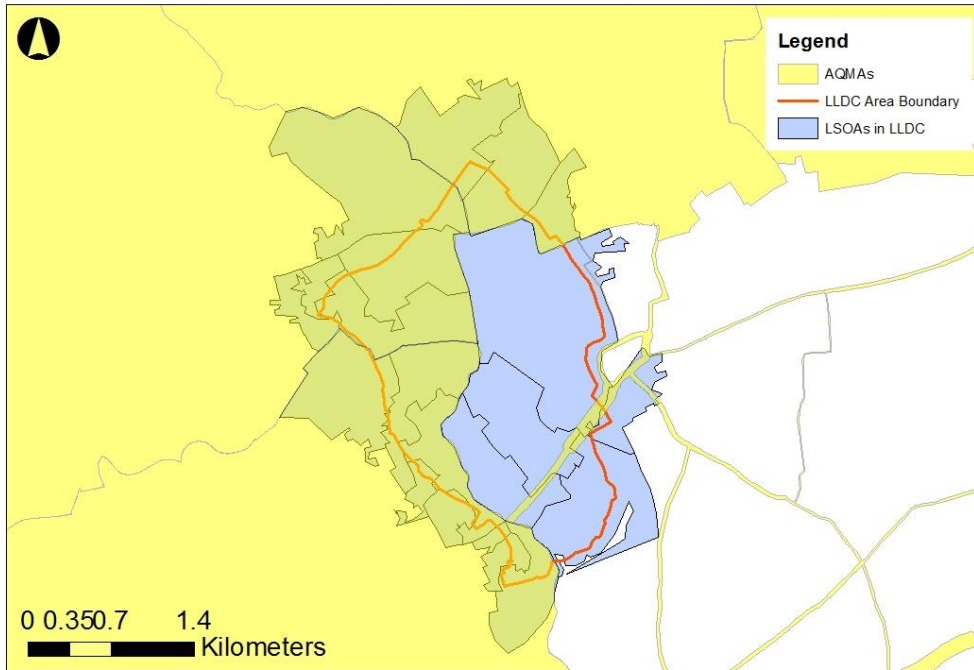 Legend
AQMAs
LLDC Area Boundary
LSOAs in LLDC
0 0.350.7 1.4
Kilometers